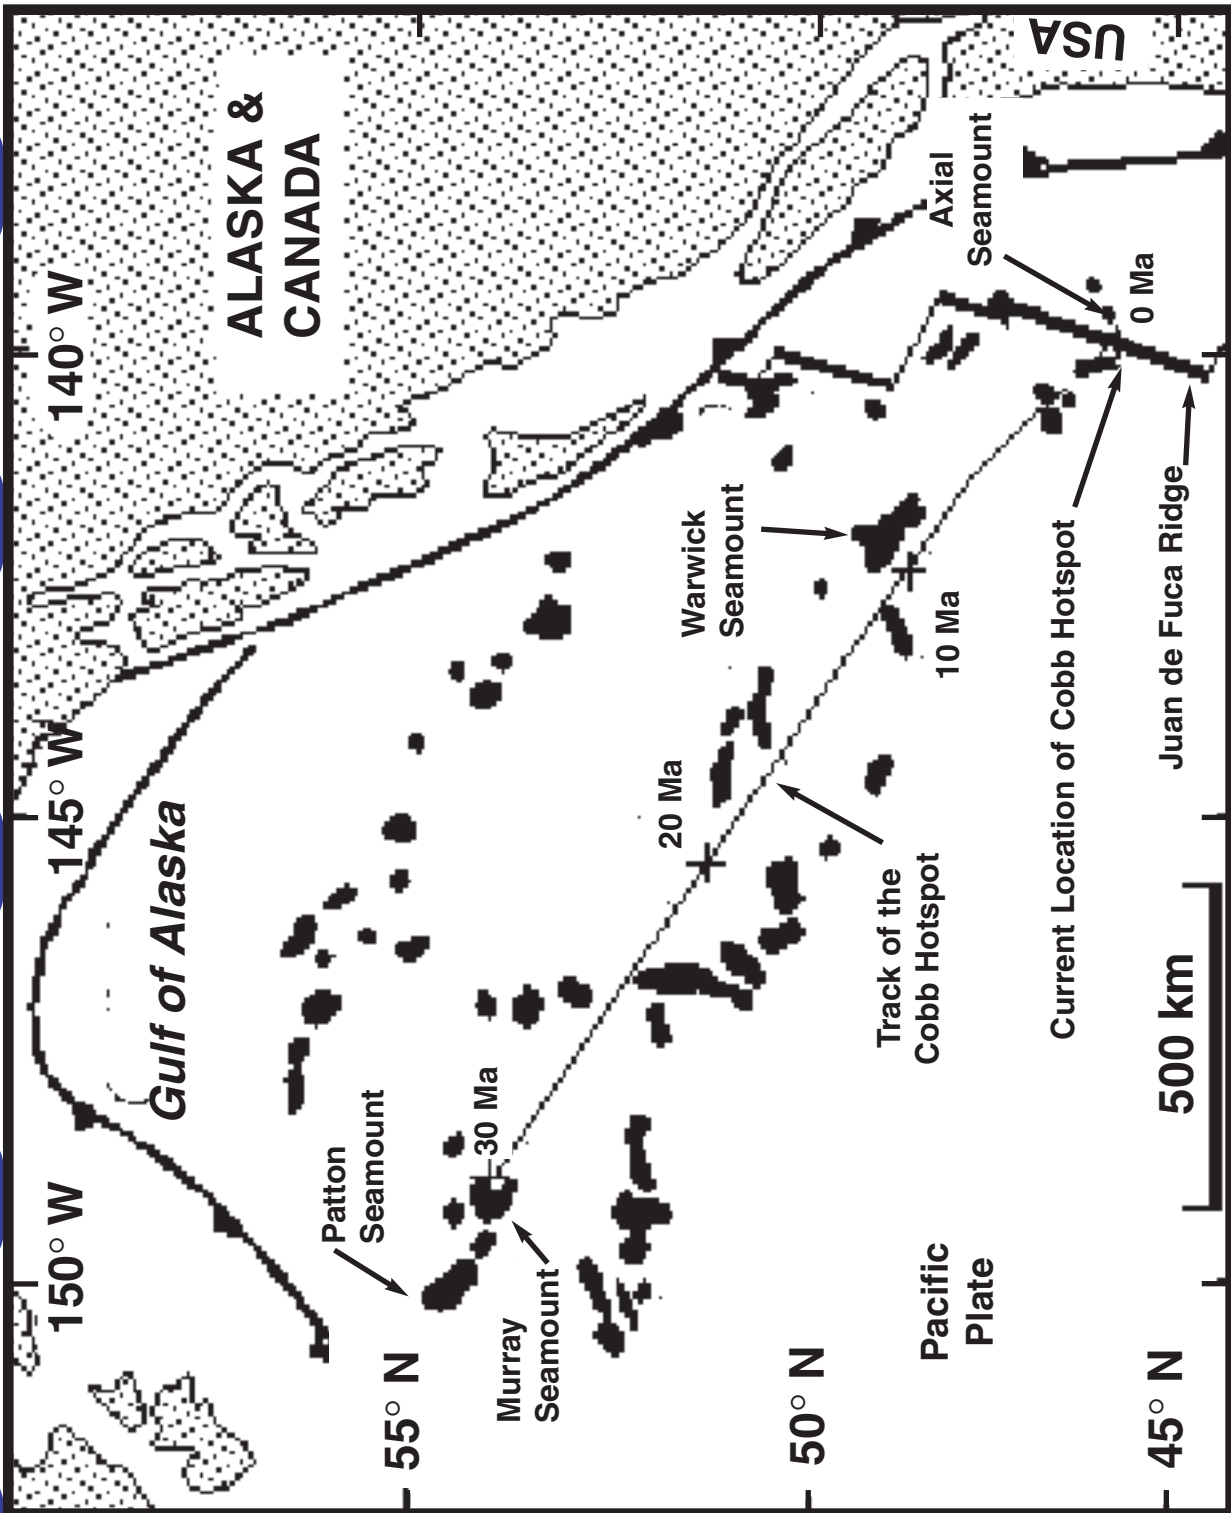 ALASKA &
CANADA
USA
140° W
145° W
150° W
Gulf of Alaska
Axial
Seamount
0 Ma
Warwick
Seamount
10 Ma
20 Ma
30 Ma
Patton
Seamount
Murray
Seamount
Track of the
Cobb Hotspot
Current Location of Cobb Hotspot
Juan de Fuca Ridge
500 km
Pacific
Plate
55° N
50° N
45° N